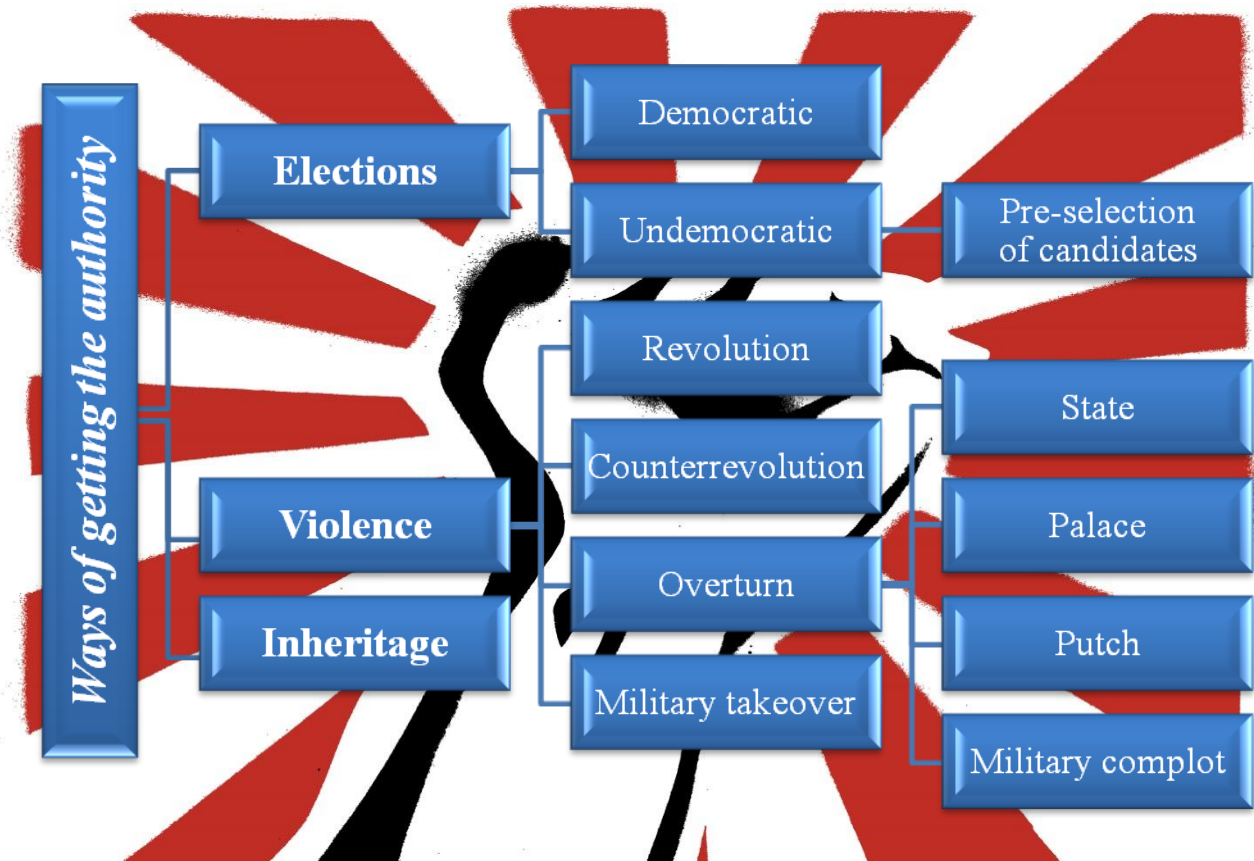 Ways of getting the authority
Elections
Democratic
Undemocratic
Pre-selection
of candidates
Violence
Revolution
Counterrevolution
Overturn
State
Palace
Putch
Military complot
Military takeover
Inheritage